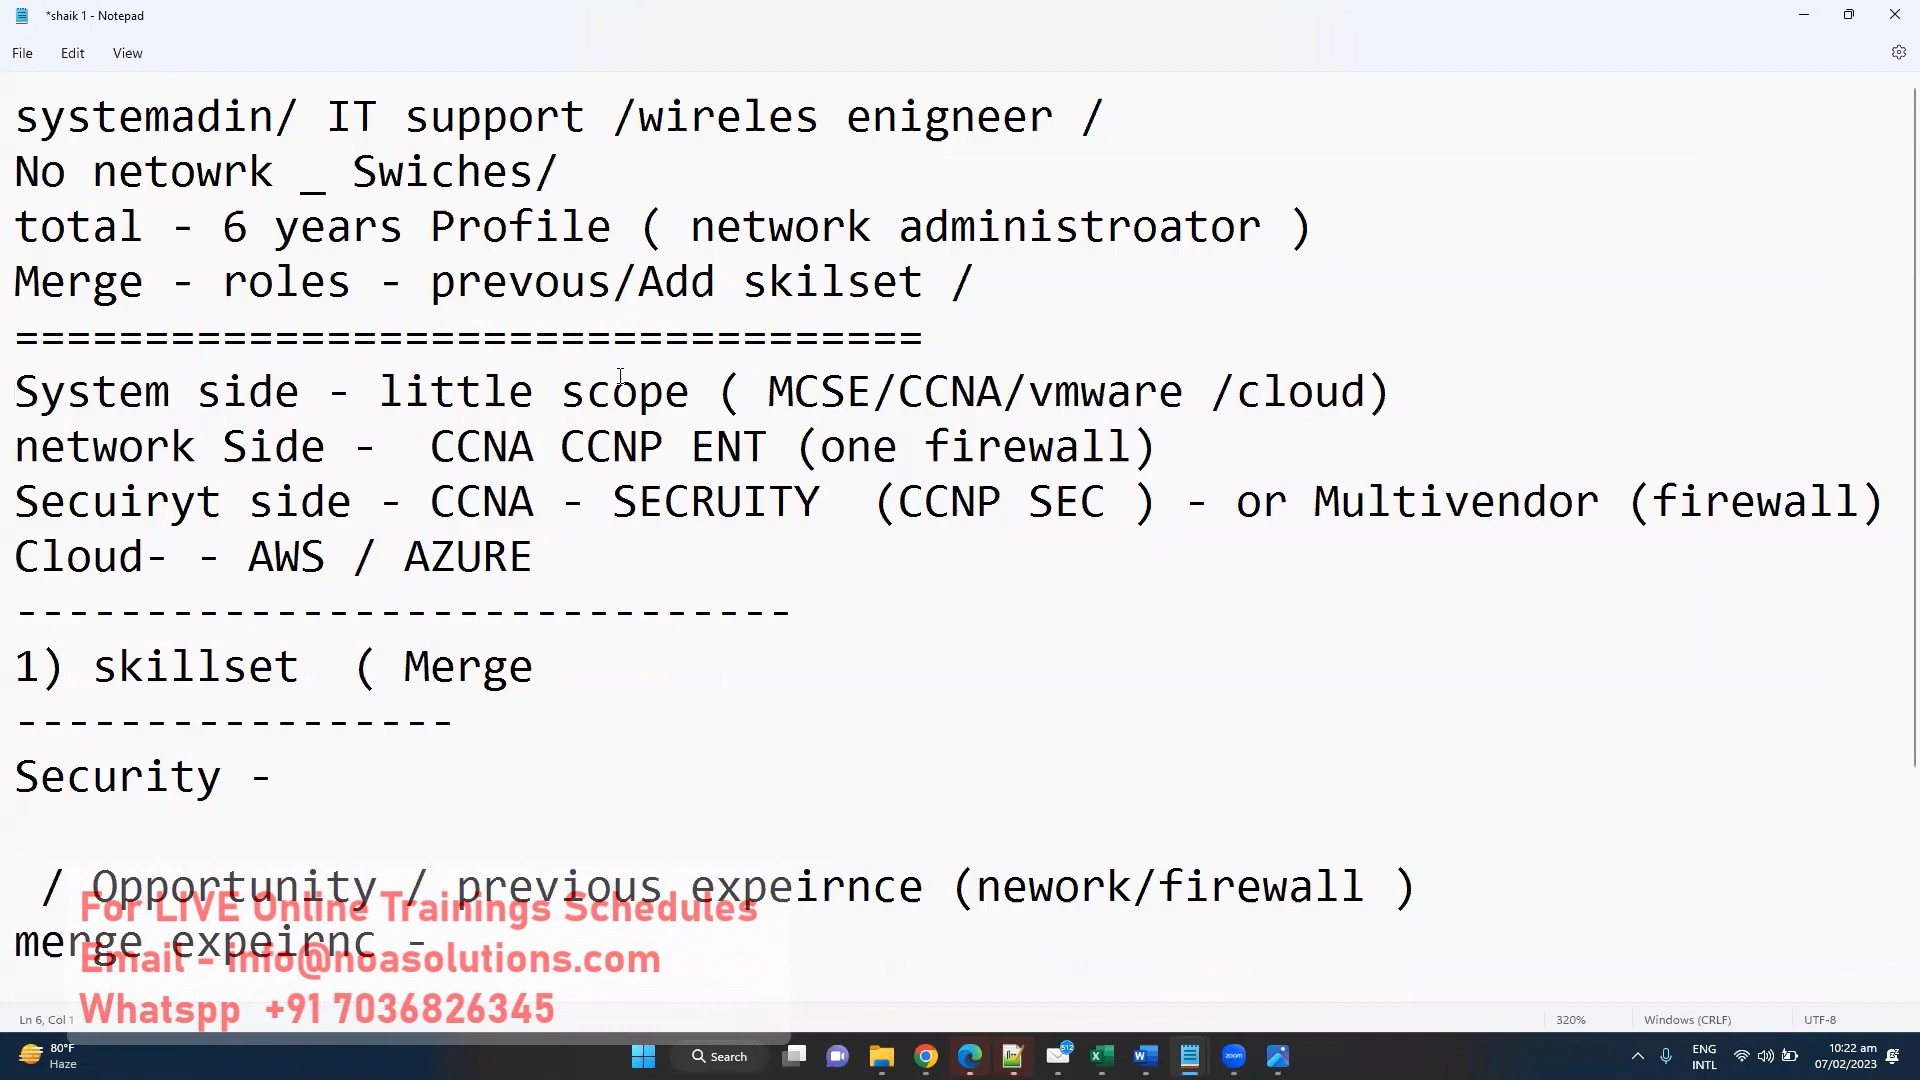 *shaik 1 - Notepad
File Edit View
systemadin/ IT support /wireles enigneer /
No netowrk _ Swiches/
total - 6 years Profile ( network administroator )
Merge - roles - prevous/Add skilset /
===================================
System side - little scope ( MCSE/CCNA/vmware /cloud)
network Side -  CCNA CCNP ENT (one firewall)
Secuiryt side - CCNA - SECRUITY  (CCNP SEC ) - or Multivendor (firewall)
Cloud- - AWS / AZURE
------------------------------
1) skillset  ( Merge
-----------------
Security -
/ Opportunity / previous expeirnce (nework/firewall )
merge expeirnc -
For LIVE Online Trainings Schedules
Email - info@noasolutions.com
Whatspp +91 7036826345
Ln 6, Col 1 320% Windows (CRLF) UTF-8
80°F
Haze
Search
512
zoom
ENG
INTL
10:22 am
07/02/2023